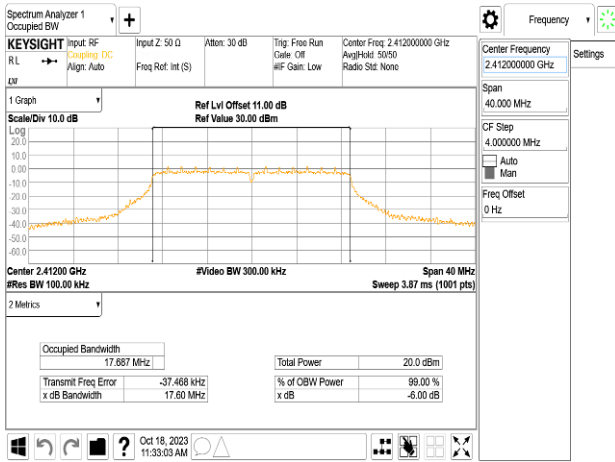 Spectrum Analyzer 1
Occupied BW
Frequency
Settings
KEYSIGHT
RL
Input: RF
Coupling: DC
Align: Auto
Input Z: 50 Ω
Freq Ref: Int (S)
Atten: 30 dB
Trig: Free Run
Gate: Off
#IF Gain: Low
Center Freq: 2.412000000 GHz
Avg|Hold: 50/50
Radio Std: None
Center Frequency
2.412000000 GHz
Span
40.000 MHz
CF Step
4.000000 MHz
Auto
Man
Freq Offset
0 Hz
1 Graph
Scale/Div 10.0 dB
Ref Lvl Offset 11.00 dB
Ref Value 30.00 dBm
Log
20.0
10.0
0.00
-10.0
-20.0
-30.0
-40.0
-50.0
-60.0
Center 2.41200 GHz
#Res BW 100.00 kHz
#Video BW 300.00 kHz
Span 40 MHz
Sweep 3.87 ms (1001 pts)
2 Metrics
Occupied Bandwidth
17.687 MHz
Transmit Freq Error -37.468 kHz
x dB Bandwidth 17.60 MHz
Total Power 20.0 dBm
% of OBW Power 99.00 %
x dB -6.00 dB
Oct 18, 2023
11:33:03 AM